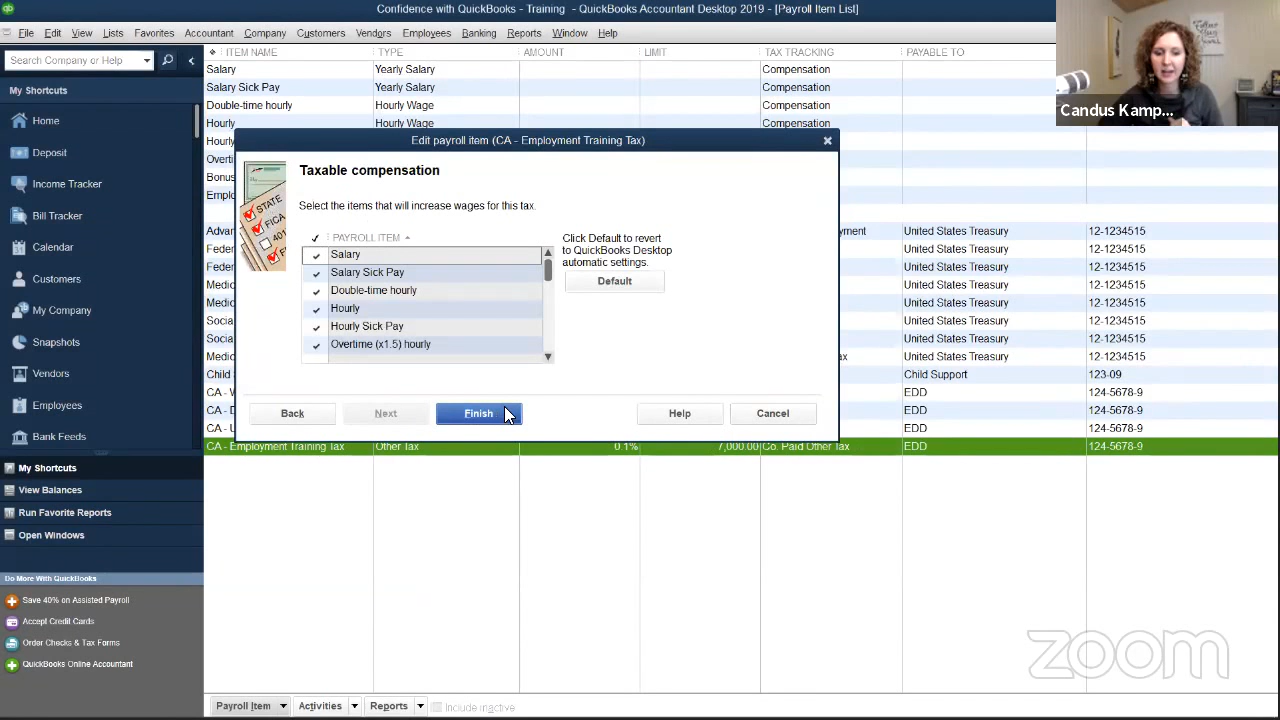 Confidence with QuickBooks - Training - QuickBooks Accountant Desktop 2019 - [Payroll Item List]
File Edit View Lists Favorites Accountant Company Customers Vendors Employees Banking Reports Window Help
Search Company or Help
My Shortcuts
Home
Deposit
Income Tracker
Bill Tracker
Calendar
Customers
My Company
Snapshots
Vendors
Employees
Bank Feeds
My Shortcuts
View Balances
Run Favorite Reports
Open Windows
Do More With QuickBooks
Save 40% on Assisted Payroll
Accept Credit Cards
Order Checks & Tax Forms
QuickBooks Online Accountant
ITEM NAME TYPE AMOUNT LIMIT TAX TRACKING PAYABLE TO
Salary Yearly Salary Compensation
Salary Sick Pay Yearly Salary Compensation
Double-time hourly Hourly Wage Compensation
Hourly Hourly Wage Compensation
United States Treasury 12-1234515
United States Treasury 12-1234515
United States Treasury 12-1234515
United States Treasury 12-1234515
United States Treasury 12-1234515
United States Treasury 12-1234515
United States Treasury 12-1234515
United States Treasury 12-1234515
Child Support 123-09
EDD 124-5678-9
EDD 124-5678-9
EDD 124-5678-9
CA - Employment Training Tax Other Tax 0.1% 7,000.00 Co. Paid Other Tax EDD 124-5678-9
Edit payroll item (CA - Employment Training Tax)
STATE
FICA
401
Taxable compensation
Select the items that will increase wages for this tax.
PAYROLL ITEM
Salary
Salary Sick Pay
Double-time hourly
Hourly
Hourly Sick Pay
Overtime (x1.5) hourly
Click Default to revert
to QuickBooks Desktop
automatic settings.
Default
Back Next Finish Help Cancel
Payroll Item Activities Reports Include inactive
Candus Kamp...
zoom